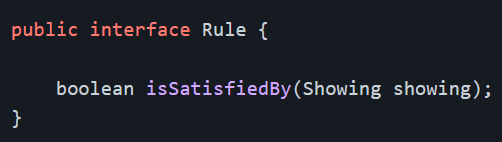 public interface Rule {
    boolean isSatisfiedBy(Showing showing);
}